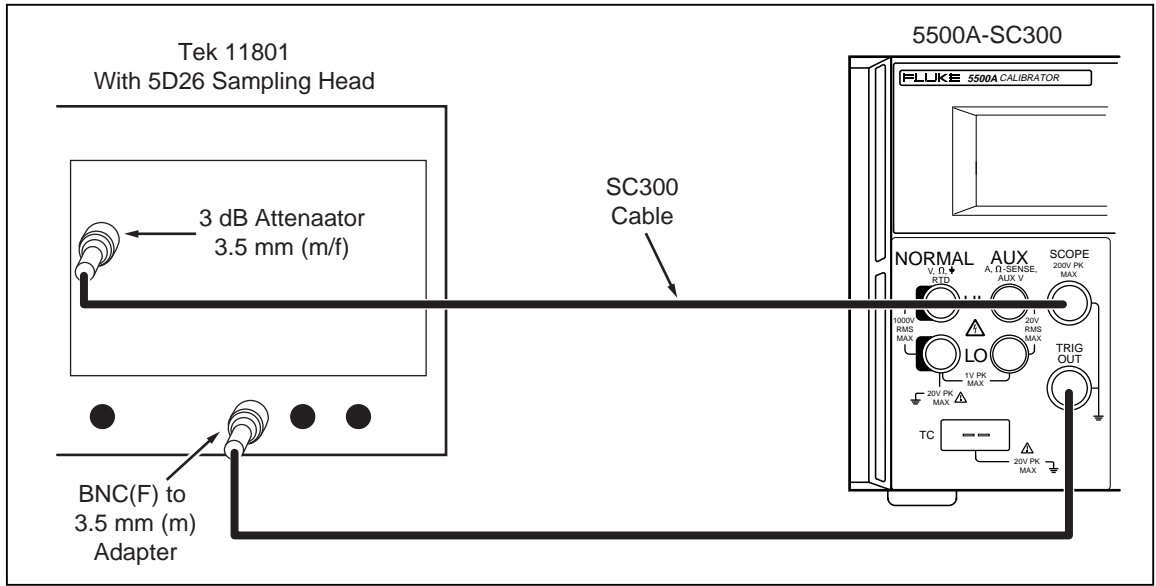 Tek 11801
With 5D26 Sampling Head
5500A-SC300
FLUKE 5500A CALIBRATOR
3 dB Attenaator
3.5 mm (m/f)
SC300
Cable
NORMAL
V, Ω,
RTD
AUX
A, Ω-SENSE,
AUX V
SCOPE
200V PK
MAX
1000V
RMS
MAX
20V
RMS
MAX
LO
TRIG
OUT
1V PK
MAX
20V PK
MAX
TC
20V PK
MAX
BNC(F) to
3.5 mm (m)
Adapter